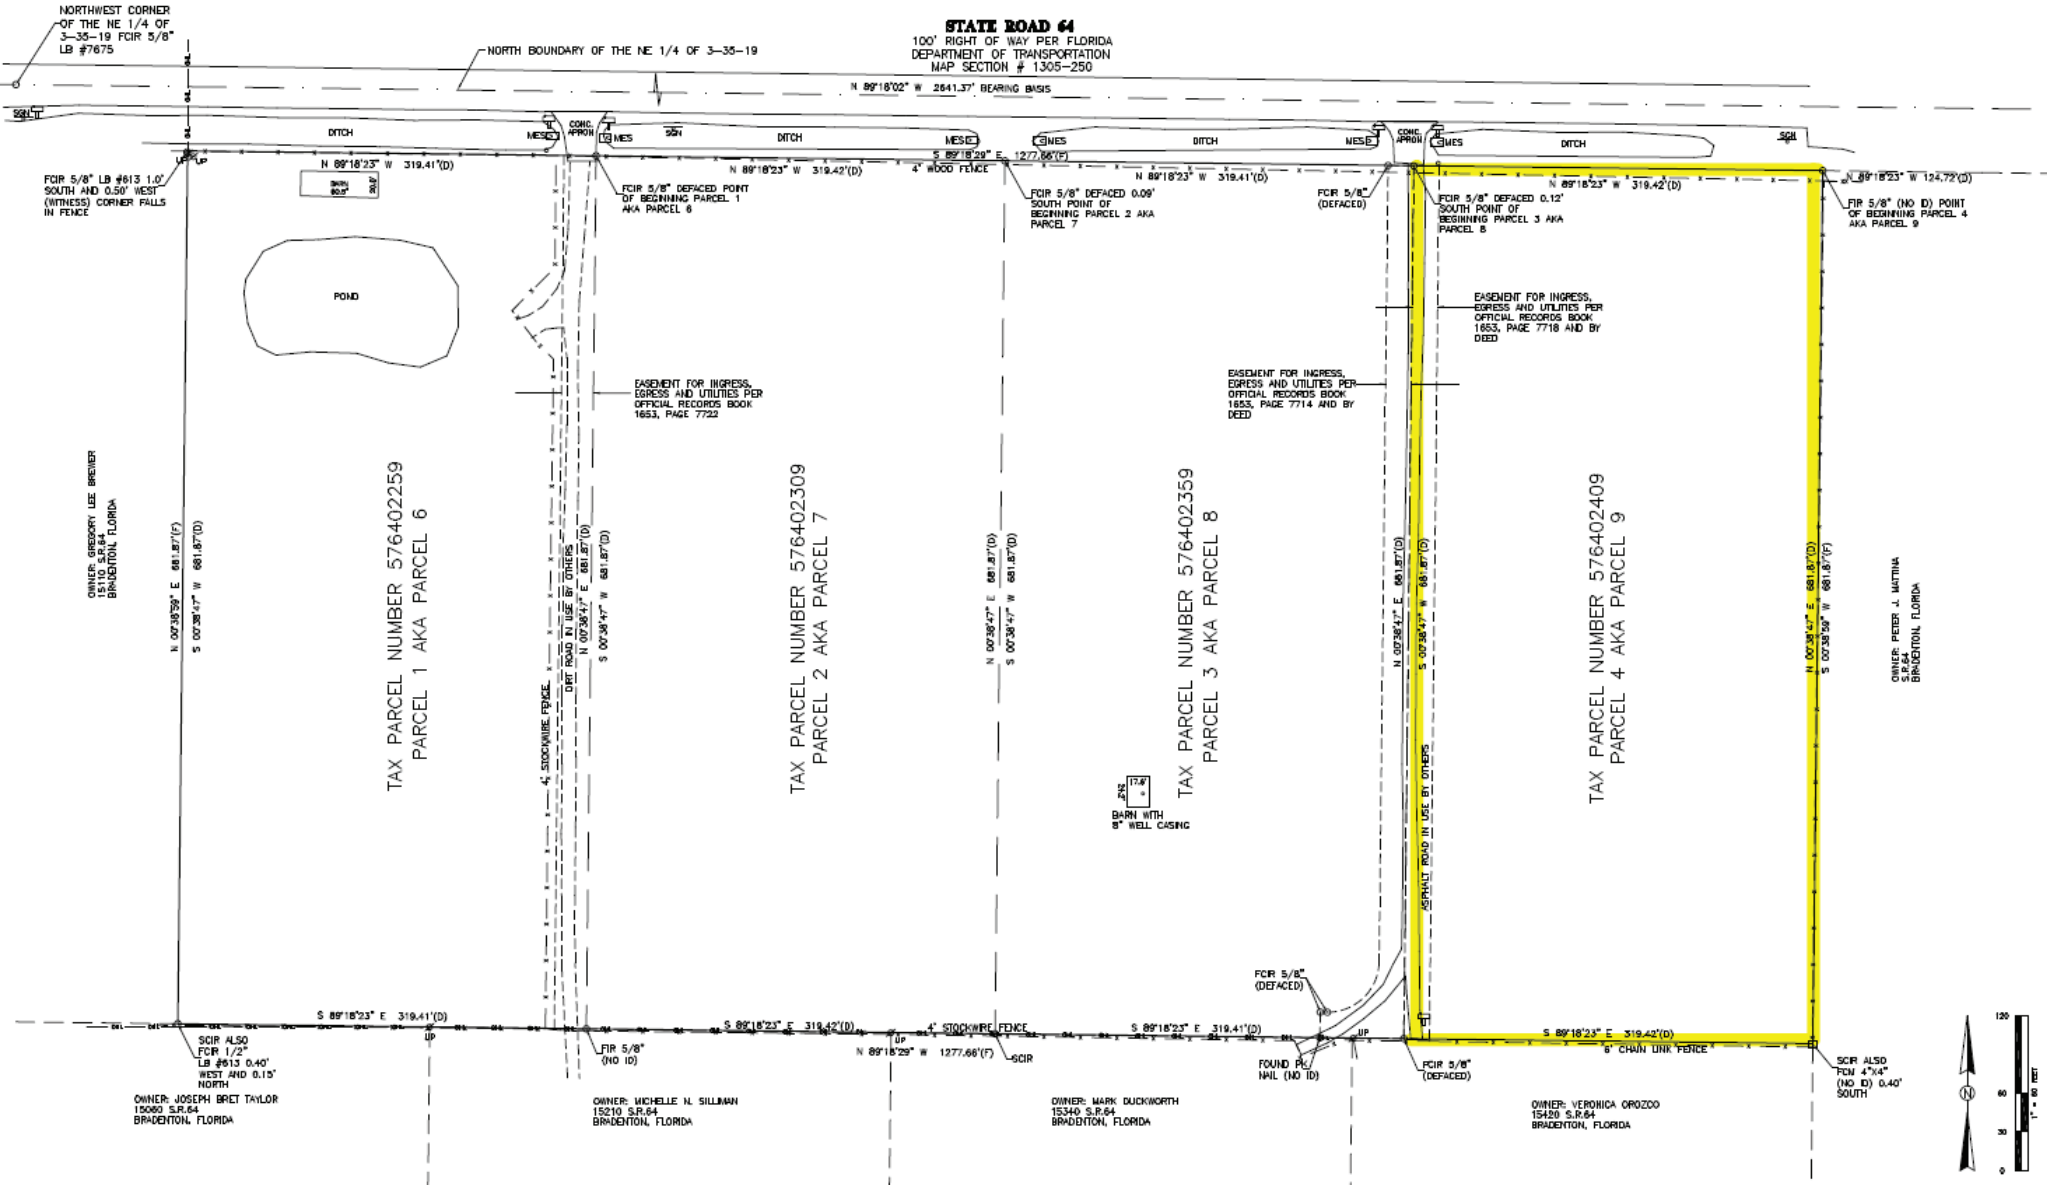 NORTHWEST CORNER
OF THE NE 1/4 OF
3-35-19 FCIR 5/8"
LB #7675
NORTH BOUNDARY OF THE NE 1/4 OF 3-35-19
STATE ROAD 64
100' RIGHT OF WAY PER FLORIDA
DEPARTMENT OF TRANSPORTATION
MAP SECTION # 1305-250
N 89°18'02" W 2641.37' BEARING BASIS
SGN
DITCH
MES
CONC.
APRON
MES
SGN
DITCH
MES
MES
DITCH
MES
CONC.
APRON
MES
DITCH
SGN
UP
UP
N 89°18'23" W 319.41'(D)
N 89°18'23" W 319.42'(D)
S 89°18'29" E 1277.66'(F)
4' WOOD FENCE
N 89°18'23" W 319.41'(D)
N 89°18'23" W 319.42'(D)
N 89°18'23" W 124.72'(D)
FCIR 5/8" LB #613 1.0'
SOUTH AND 0.50' WEST
(WITNESS) CORNER FALLS
IN FENCE
BARN
FCIR 5/8" DEFACED POINT
OF BEGINNING PARCEL 1
AKA PARCEL 6
FCIR 5/8" DEFACED 0.09'
SOUTH POINT OF
BEGINNING PARCEL 2 AKA
PARCEL 7
FCIR 5/8"
(DEFACED)
FCIR 5/8" DEFACED 0.12'
SOUTH POINT OF
BEGINNING PARCEL 3 AKA
PARCEL 8
FIR 5/8" (NO ID) POINT
OF BEGINNING PARCEL 4
AKA PARCEL 9
POND
EASEMENT FOR INGRESS,
EGRESS AND UTILITIES PER
OFFICIAL RECORDS BOOK
1653, PAGE 7722
EASEMENT FOR INGRESS,
EGRESS AND UTILITIES PER
OFFICIAL RECORDS BOOK
1653, PAGE 7714 AND BY
DEED
EASEMENT FOR INGRESS,
EGRESS AND UTILITIES PER
OFFICIAL RECORDS BOOK
1653, PAGE 7718 AND BY
DEED
OWNER: GREGORY LEE BREWER
15110 S.R.64
BRADENTON, FLORIDA
N 00°38'59" E 681.87'(F)
S 00°38'47" W 681.87'(D)
TAX PARCEL NUMBER 576402259
PARCEL 1 AKA PARCEL 6
4' STOCKWIRE FENCE
DIRT ROAD IN USE BY OTHERS
N 00°38'47" E 681.87'(D)
S 00°38'47" W 681.87'(D)
TAX PARCEL NUMBER 576402309
PARCEL 2 AKA PARCEL 7
N 00°38'47" E 681.87'(D)
S 00°38'47" W 681.87'(D)
TAX PARCEL NUMBER 576402359
PARCEL 3 AKA PARCEL 8
17.6'
BARN WITH
8" WELL CASING
N 00°38'47" E 681.87'(D)
S 00°38'47" W 681.87'(D)
ASPHALT ROAD IN USE BY OTHERS
TAX PARCEL NUMBER 576402409
PARCEL 4 AKA PARCEL 9
N 00°38'47" E 681.87'(D)
S 00°38'59" W 681.87'(F)
OWNER: PETER J. MATTINA
S.R.64
BRADENTON, FLORIDA
FCIR 5/8"
(DEFACED)
S 89°18'23" E 319.41'(D)
S 89°18'23" E 319.42'(D)
4' STOCKWIRE FENCE
S 89°18'23" E 319.41'(D)
S 89°18'23" E 319.42'(D)
6' CHAIN LINK FENCE
UP
UP
UP
N 89°18'29" W 1277.66'(F)
SCIR
SCIR ALSO
FCIR 1/2"
LB #613 0.40'
WEST AND 0.15'
NORTH
FIR 5/8"
(NO ID)
FOUND PK
NAIL (NO ID)
FCIR 5/8"
(DEFACED)
SCIR ALSO
FCM 4"X4"
(NO ID) 0.40'
SOUTH
OWNER: JOSEPH BRET TAYLOR
15060 S.R.64
BRADENTON, FLORIDA
OWNER: MICHELLE N. SILLIMAN
15210 S.R.64
BRADENTON, FLORIDA
OWNER: MARK DUCKWORTH
15340 S.R.64
BRADENTON, FLORIDA
OWNER: VERONICA OROZCO
15420 S.R.64
BRADENTON, FLORIDA
N
120
60
30
0
1" = 60 FEET